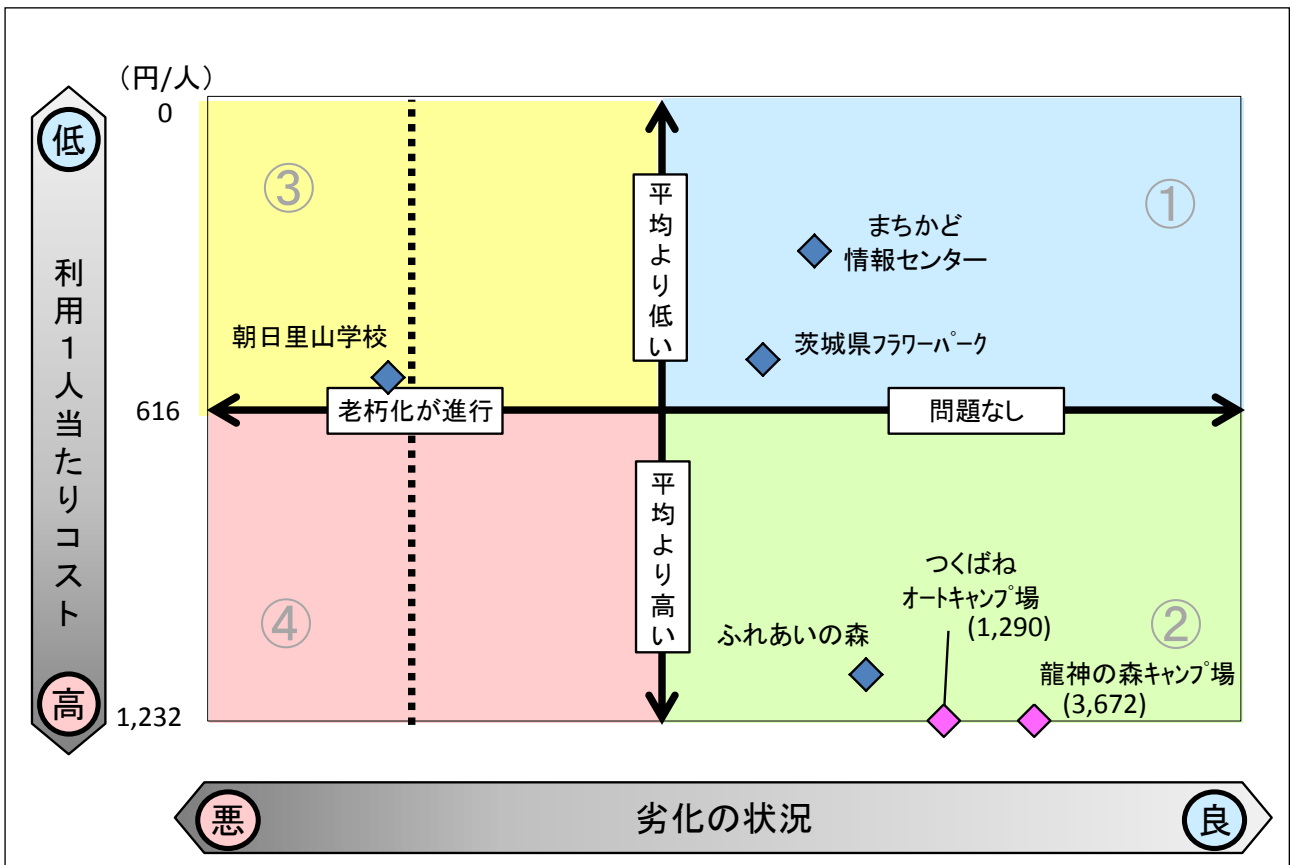 (円/人)
0
低
③
①
平均より低い
まちかど
情報センター
利用1人当たりコスト
朝日里山学校
茨城県フラワーパーク
616
老朽化が進行
問題なし
平均より高い
④
つくばね
オートキャンプ場
(1,290)
②
ふれあいの森
龍神の森キャンプ場
(3,672)
高
1,232
悪
劣化の状況
良